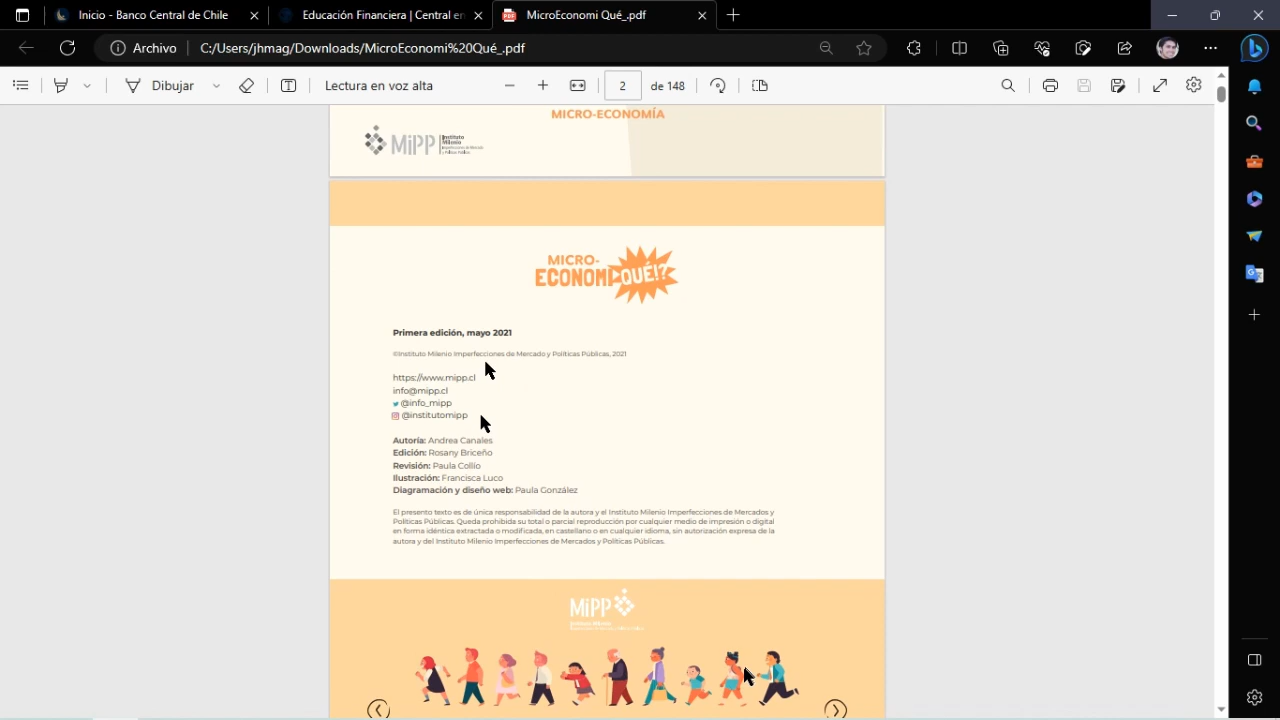 Inicio - Banco Central de Chile
Educación Financiera | Central en
PDF
MicroEconomi Qué_.pdf
Archivo
C:/Users/jhmag/Downloads/MicroEconomi%20Qué_.pdf
Dibujar
Lectura en voz alta
2
de 148
MICRO-ECONOMÍA
MiPP
Instituto
Milenio
MICRO-
ECONOMI ¿QUÉ!?
Primera edición, mayo 2021
©Instituto Milenio Imperfecciones de Mercado y Políticas Públicas, 2021
https://www.mipp.cl
info@mipp.cl
@info_mipp
@institutomipp
Autoría: Andrea Canales
Edición: Rosany Briceño
Revisión: Paula Collío
Ilustración: Francisca Luco
Diagramación y diseño web: Paula González
El presente texto es de única responsabilidad de la autora y el Instituto Milenio Imperfecciones de Mercados y
Políticas Públicas. Queda prohibida su total o parcial reproducción por cualquier medio de impresión o digital
en forma idéntica extractada o modificada, en castellano o en cualquier idioma, sin autorización expresa de la
autora y del Instituto Milenio Imperfecciones de Mercados y Políticas Públicas.
MiPP